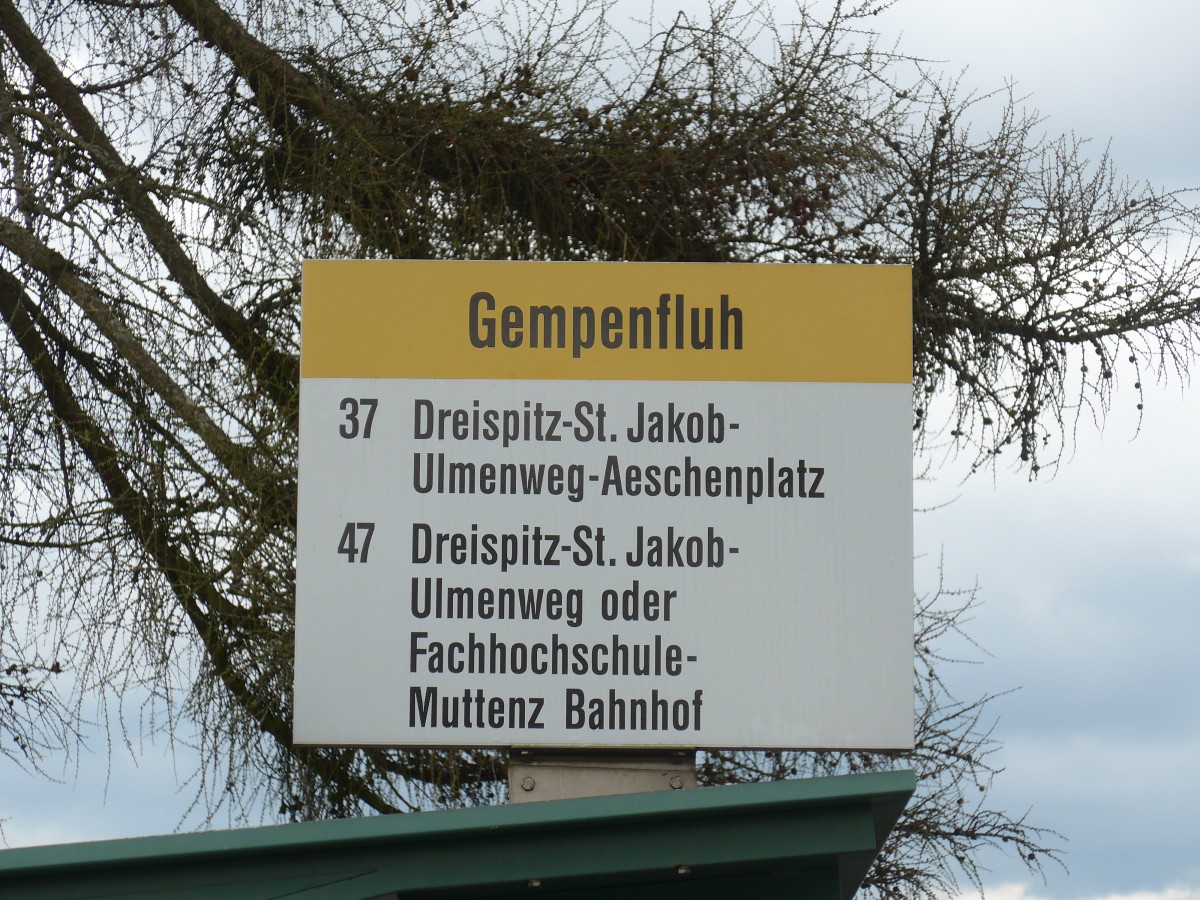 Gempenfluh
37 Dreispitz-St. Jakob-
Ulmenweg-Aeschenplatz
47 Dreispitz-St. Jakob-
Ulmenweg oder
Fachhochschule-
Muttenz Bahnhof